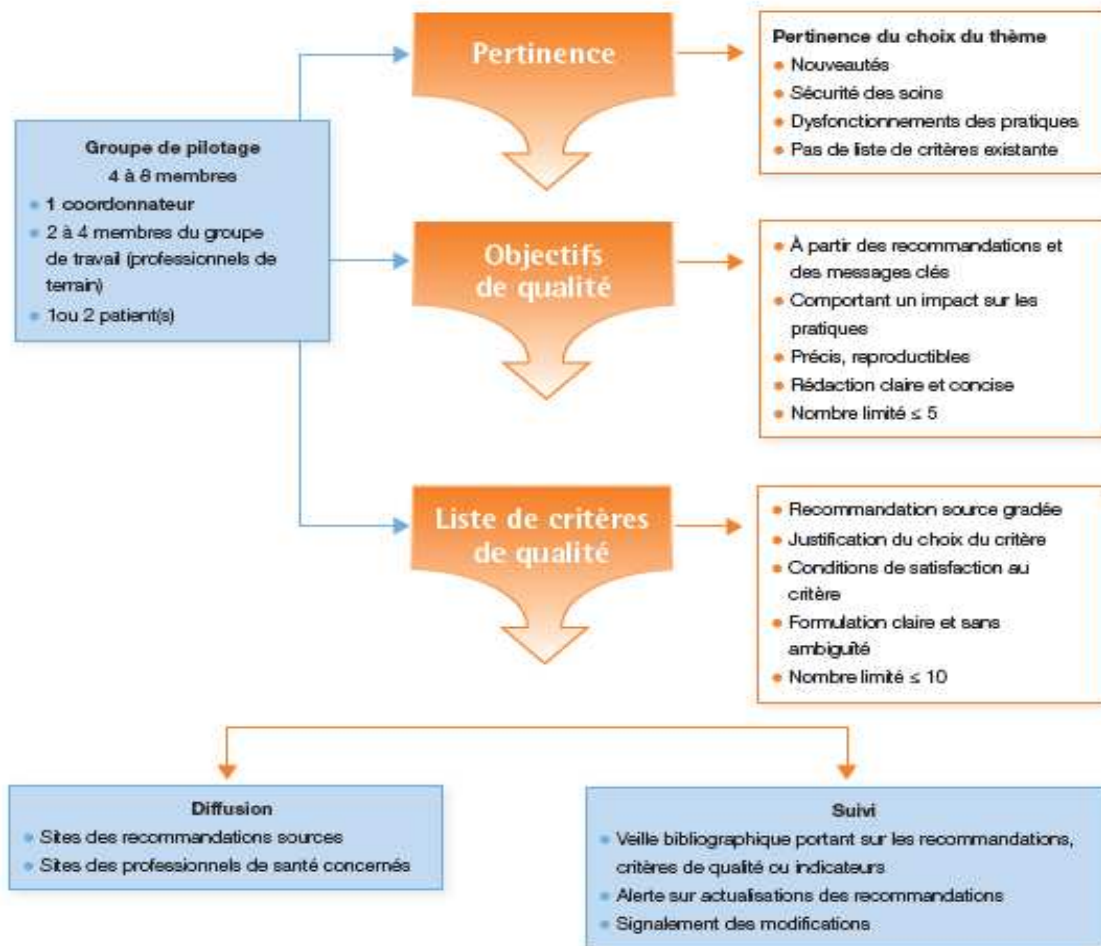 Pertinence
Pertinence du choix du thème
● Nouveautés
● Sécurité des soins
● Dysfonctionnements des pratiques
● Pas de liste de critères existante
Groupe de pilotage
4 à 8 membres
● 1 coordonnateur
● 2 à 4 membres du groupe
de travail (professionnels de
terrain)
● 1ou 2 patient(s)
Objectifs
de qualité
● À partir des recommandations et
des messages clés
● Comportant un impact sur les
pratiques
● Précis, reproductibles
● Rédaction claire et concise
● Nombre limité ≤ 5
Liste de critères
de qualité
● Recommandation source gradée
● Justification du choix du critère
● Conditions de satisfaction au
critère
● Formulation claire et sans
ambiguïté
● Nombre limité ≤ 10
Diffusion
● Sites des recommandations sources
● Sites des professionnels de santé concernés
Suivi
● Veille bibliographique portant sur les recommandations,
critères de qualité ou indicateurs
● Alerte sur actualisations des recommandations
● Signalement des modifications